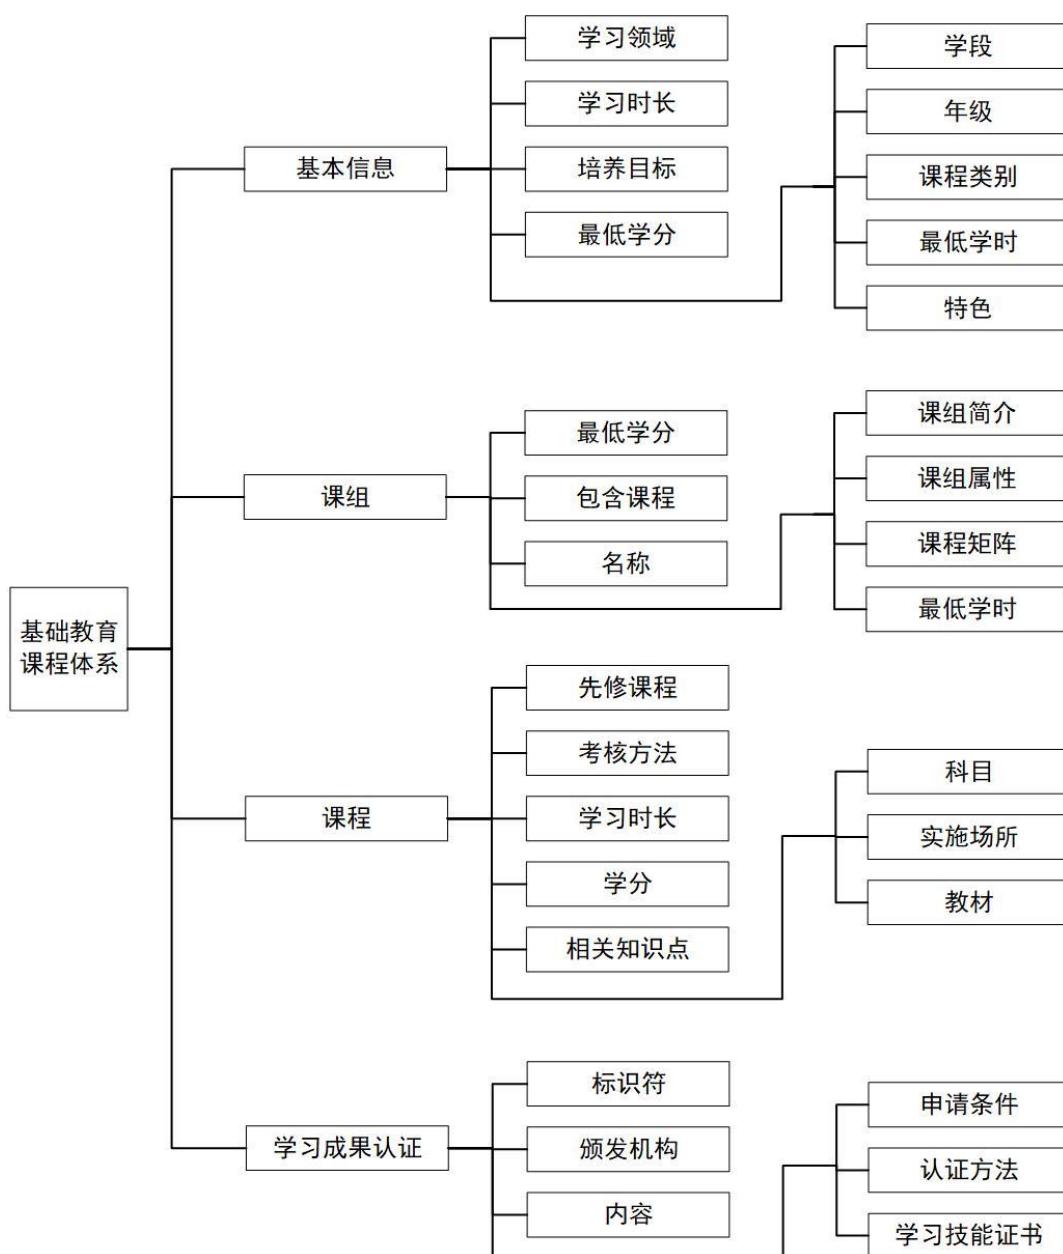 基础教育
课程体系
基本信息
学习领域
学习时长
培养目标
最低学分
学段
年级
课程类别
最低学时
特色
课组
最低学分
包含课程
名称
课组简介
课组属性
课程矩阵
最低学时
课程
先修课程
考核方法
学习时长
学分
相关知识点
科目
实施场所
教材
学习成果认证
标识符
颁发机构
内容
申请条件
认证方法
学习技能证书